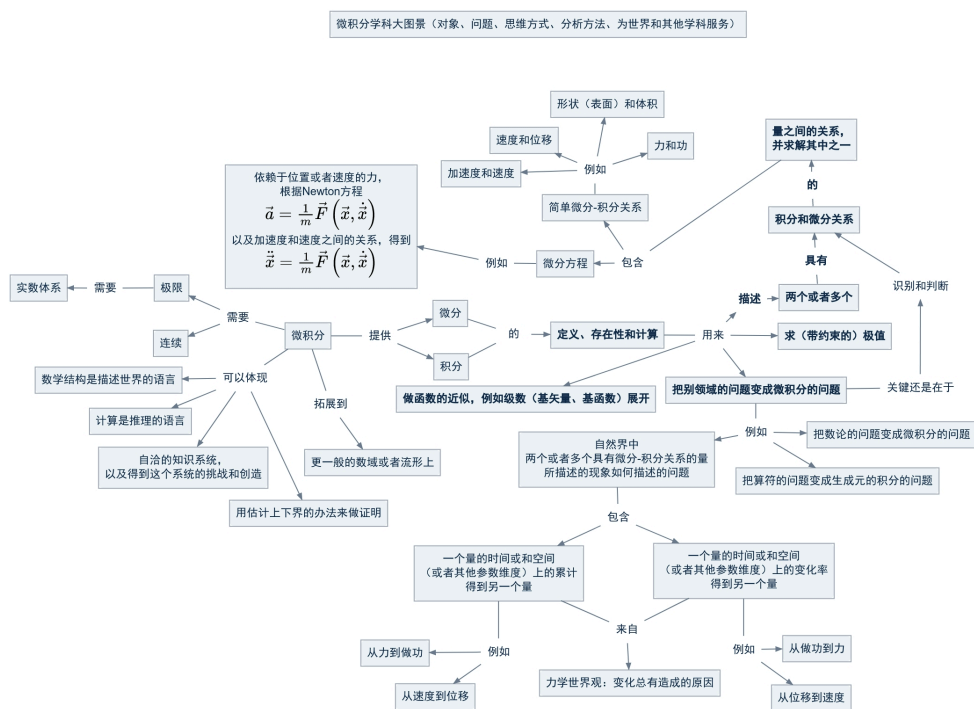 微积分学科大图景（对象、问题、思维方式、分析方法、为世界和其他学科服务）
形状（表面）和体积
速度和位移
力和功
例如
加速度和速度
简单微分-积分关系
量之间的关系，
并求解其中之一
的
积分和微分关系
具有
两个或者多个
描述
识别和判断
依赖于位置或者速度的力，
根据Newton方程
\vec{a} = \frac{1}{m}\vec{F}(\vec{x}, \dot{\vec{x}})
以及加速度和速度之间的关系，得到
\ddot{\vec{x}} = \frac{1}{m}\vec{F}(\vec{x}, \dot{\vec{x}})
例如
微分方程
包含
实数体系
需要
极限
需要
连续
微积分
提供
微分
积分
的
定义、存在性和计算
用来
求（带约束的）极值
数学结构是描述世界的语言
可以体现
计算是推理的语言
自洽的知识系统，
以及得到这个系统的挑战和创造
用估计上下界的办法来做证明
拓展到
更一般的数域或者流形上
做函数的近似，例如级数（基矢量、基函数）展开
把别领域的问题变成微积分的问题
关键还是在于
例如
把数论的问题变成微积分的问题
把算符的问题变成生成元的积分的问题
自然界中
两个或者多个具有微分-积分关系的量
所描述的现象如何描述的问题
包含
一个量的时间或和空间
（或者其他参数维度）上的累计
得到另一个量
一个量的时间或和空间
（或者其他参数维度）上的变化率
得到另一个量
例如
从力到做功
从速度到位移
来自
力学世界观：变化总有造成的原因
例如
从做功到力
从位移到速度